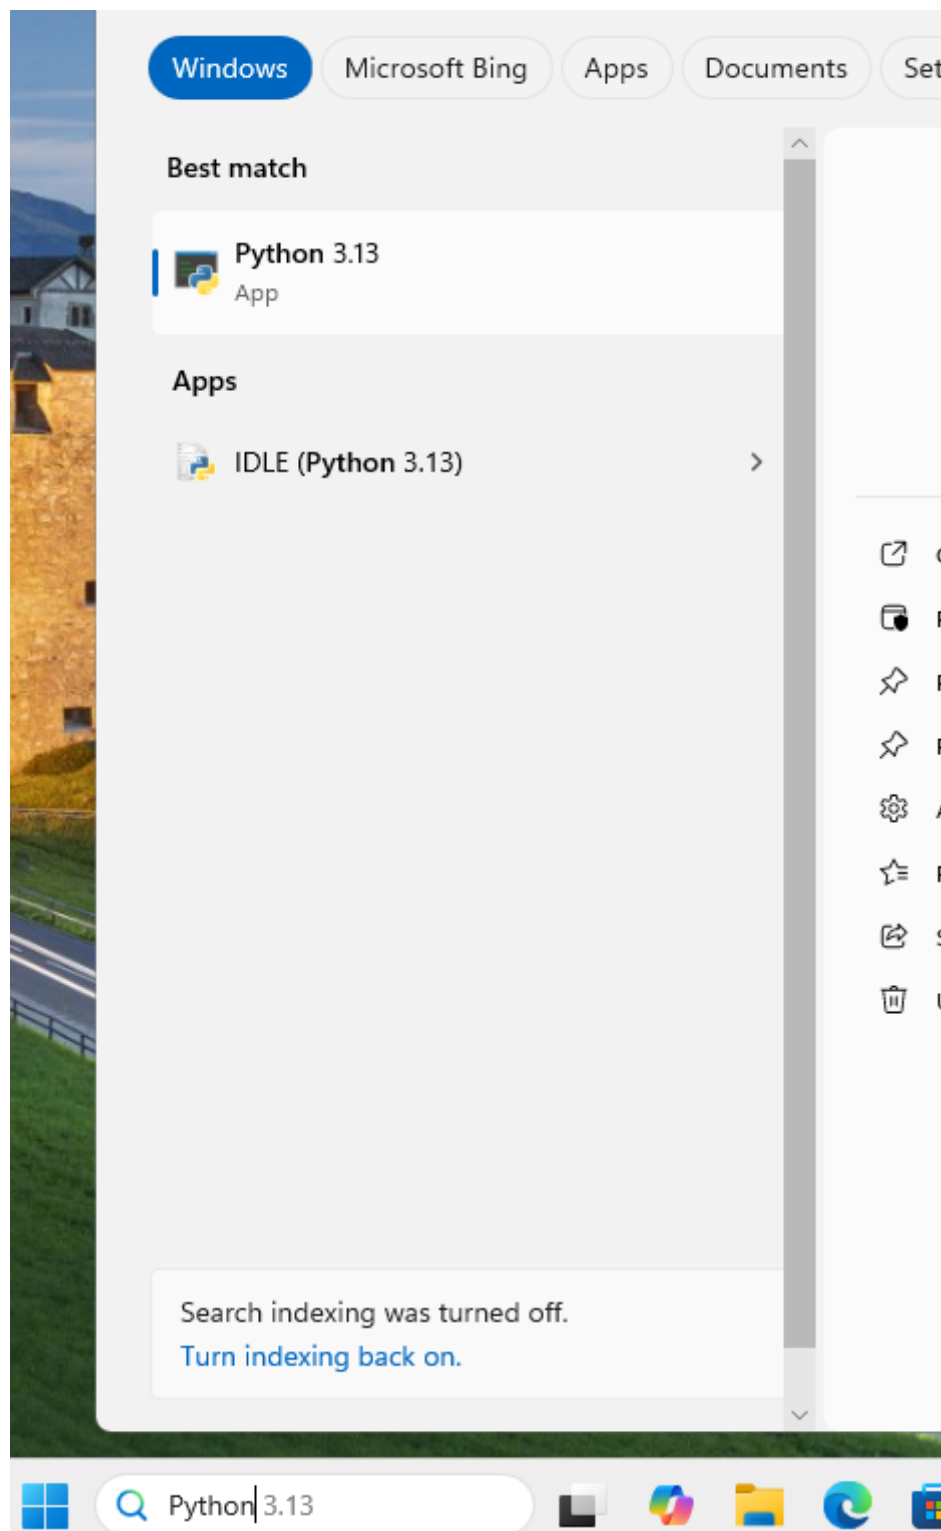 Windows Microsoft Bing Apps Documents
Best match
Python 3.13
App
Apps
IDLE (Python 3.13)
Search indexing was turned off.
Turn indexing back on.
Python 3.13